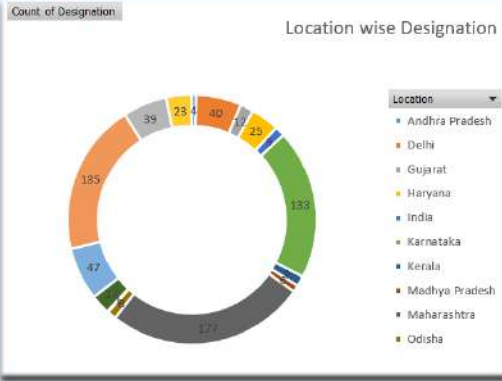 Count of Designation
Location wise Designation
23
4
40
12
25
39
133
135
47
177
Location
Andhra Pradesh
Delhi
Gujarat
Haryana
India
Karnataka
Kerala
Madhya Pradesh
Maharashtra
Odisha